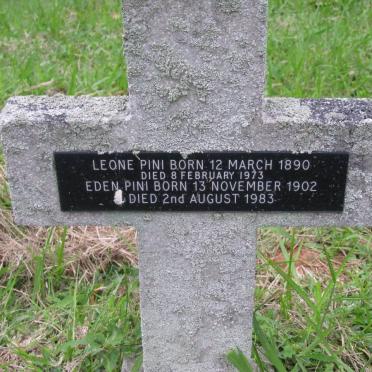 LEONE PINI BORN 12 MARCH 1890
DIED 8 FEBRUARY 1973
EDEN PINI BORN 13 NOVEMBER 1902
DIED 2nd AUGUST 1983